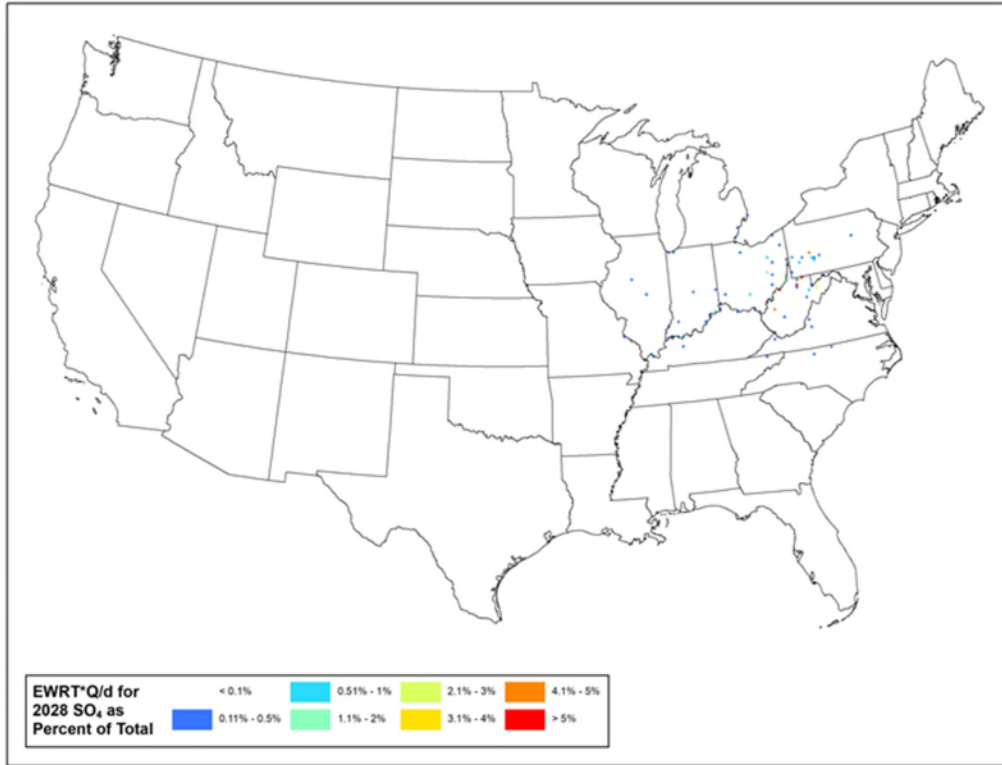 EWRT*Q/d for
2028 SO₄ as
Percent of Total
< 0.1%
0.51% - 1%
2.1% - 3%
4.1% - 5%
0.11% - 0.5%
1.1% - 2%
3.1% - 4%
> 5%